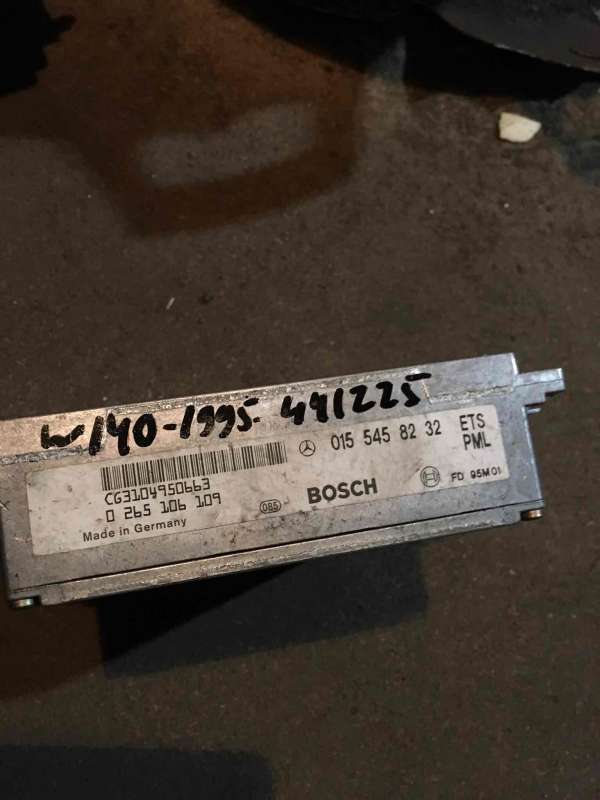 W140-1995- 441225
015 545 82 32 ETS
PML
CG3104950663
0 265 106 109
Made in Germany
085
BOSCH
FD 95M01